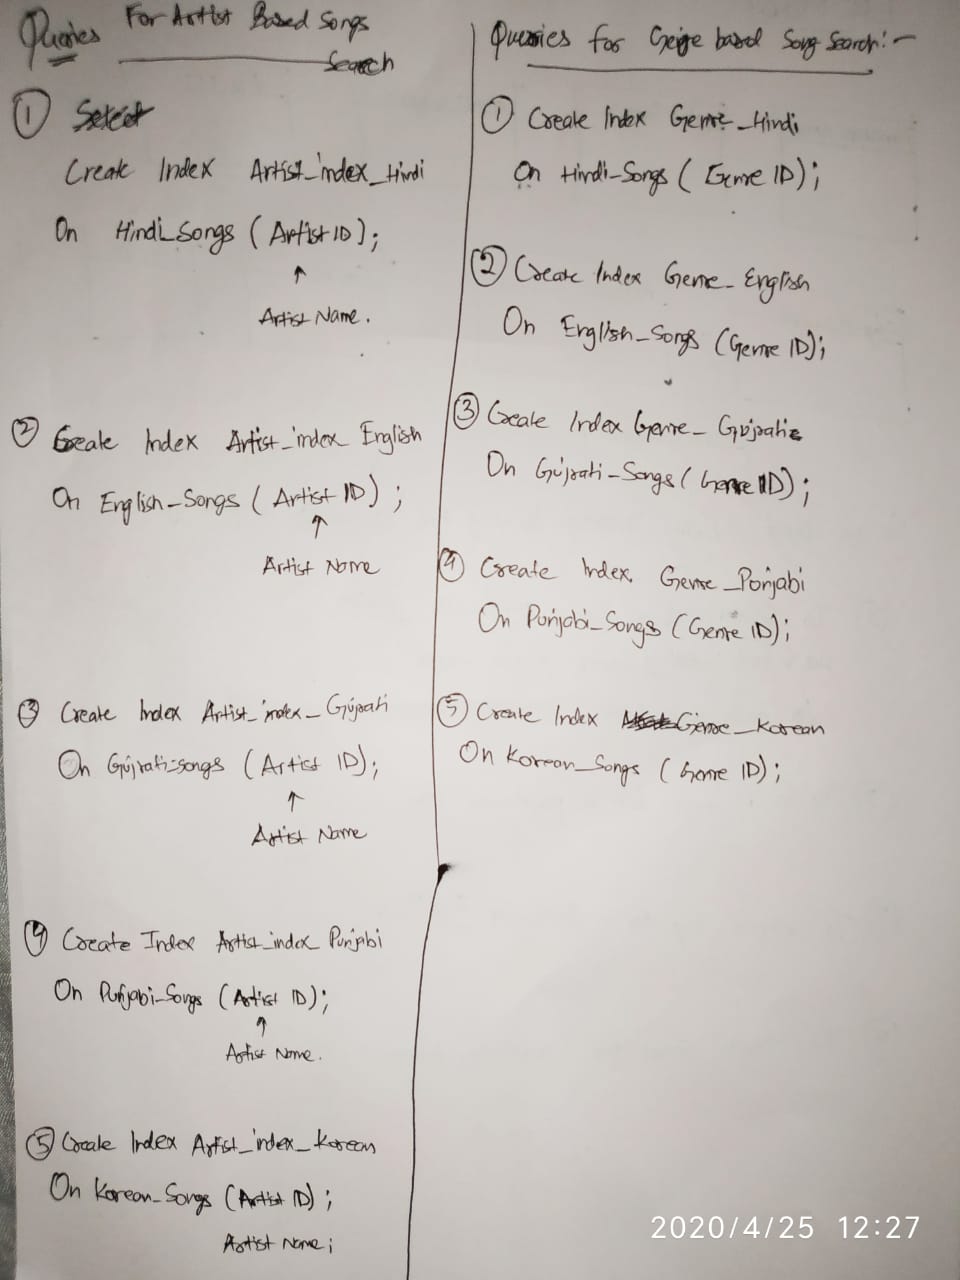 Queries For Artist Based Songs
Search
① Select
Create Index Artist_index_Hindi
On Hindi_Songs (Artist ID);
↑
Artist Name.
② Create Index Artist_index_English
On English_Songs (Artist ID);
↑
Artist Name
③ Create Index Artist_index_Gujrati
On Gujrati_songs (Artist ID);
↑
Artist Name
④ Create Index Artist_index_Punjabi
On Punjabi_Songs (Artist ID);
↑
Artist Name.
⑤ Create Index Artist_index_Korean
On Korean_Songs (Artist ID);
Artist Name;
Queries for based Song Search:-
① Create Index Genre_Hindi
On Hindi_Songs (Genre ID);
② Create Index Genre_English
On English_Songs (Genre ID);
③ Create Index Genre_Gujrati
On Gujrati_Songs (Genre ID);
④ Create Index Genre_Punjabi
On Punjabi_Songs (Genre ID);
⑤ Create Index Genre_Korean
On Korean_Songs (Genre ID);
2020/4/25 12:27